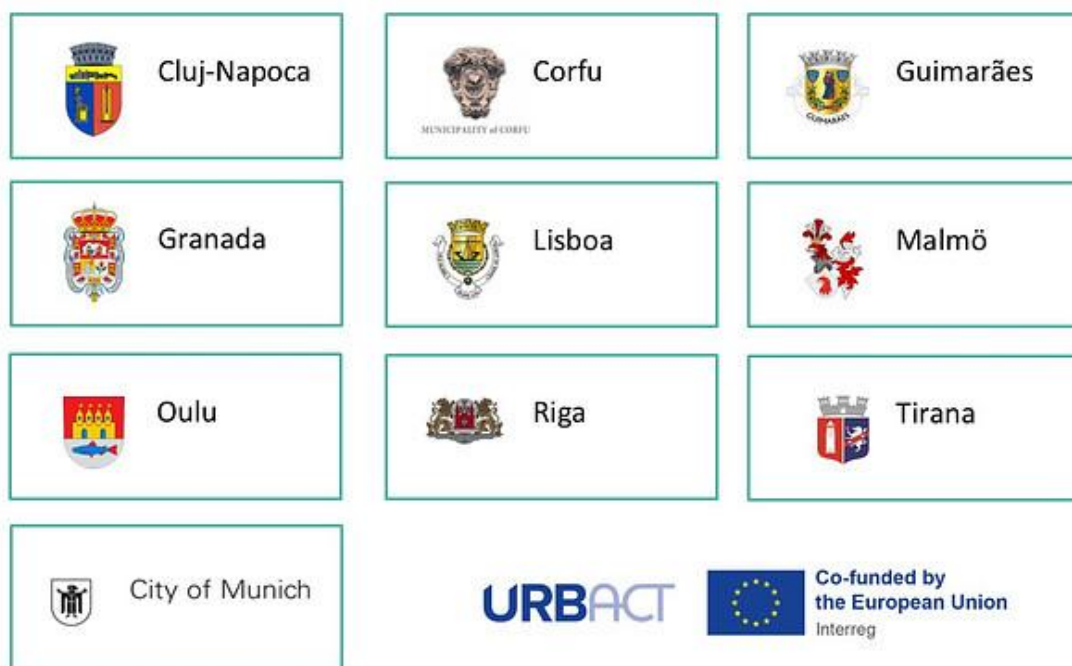 Cluj-Napoca
Corfu
MUNICIPALITY of CORFU
Guimarães
GUIMARÃES
Granada
Lisboa
Malmö
Oulu
Riga
Tirana
City of Munich
URBACT
Co-funded by
the European Union
Interreg